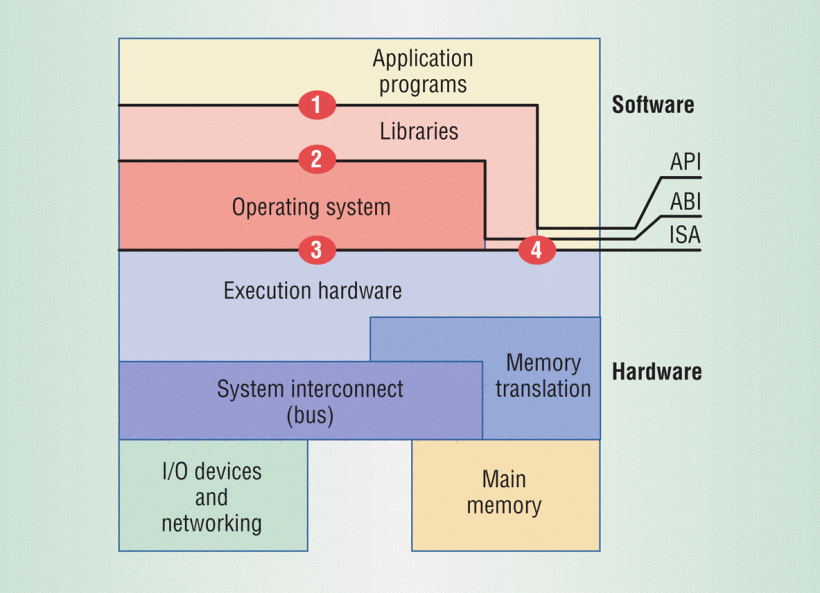 Application
programs
1
Software
Libraries
2
API
ABI
Operating system
ISA
3
4
Execution hardware
Memory
translation
Hardware
System interconnect
(bus)
I/O devices
and
networking
Main
memory